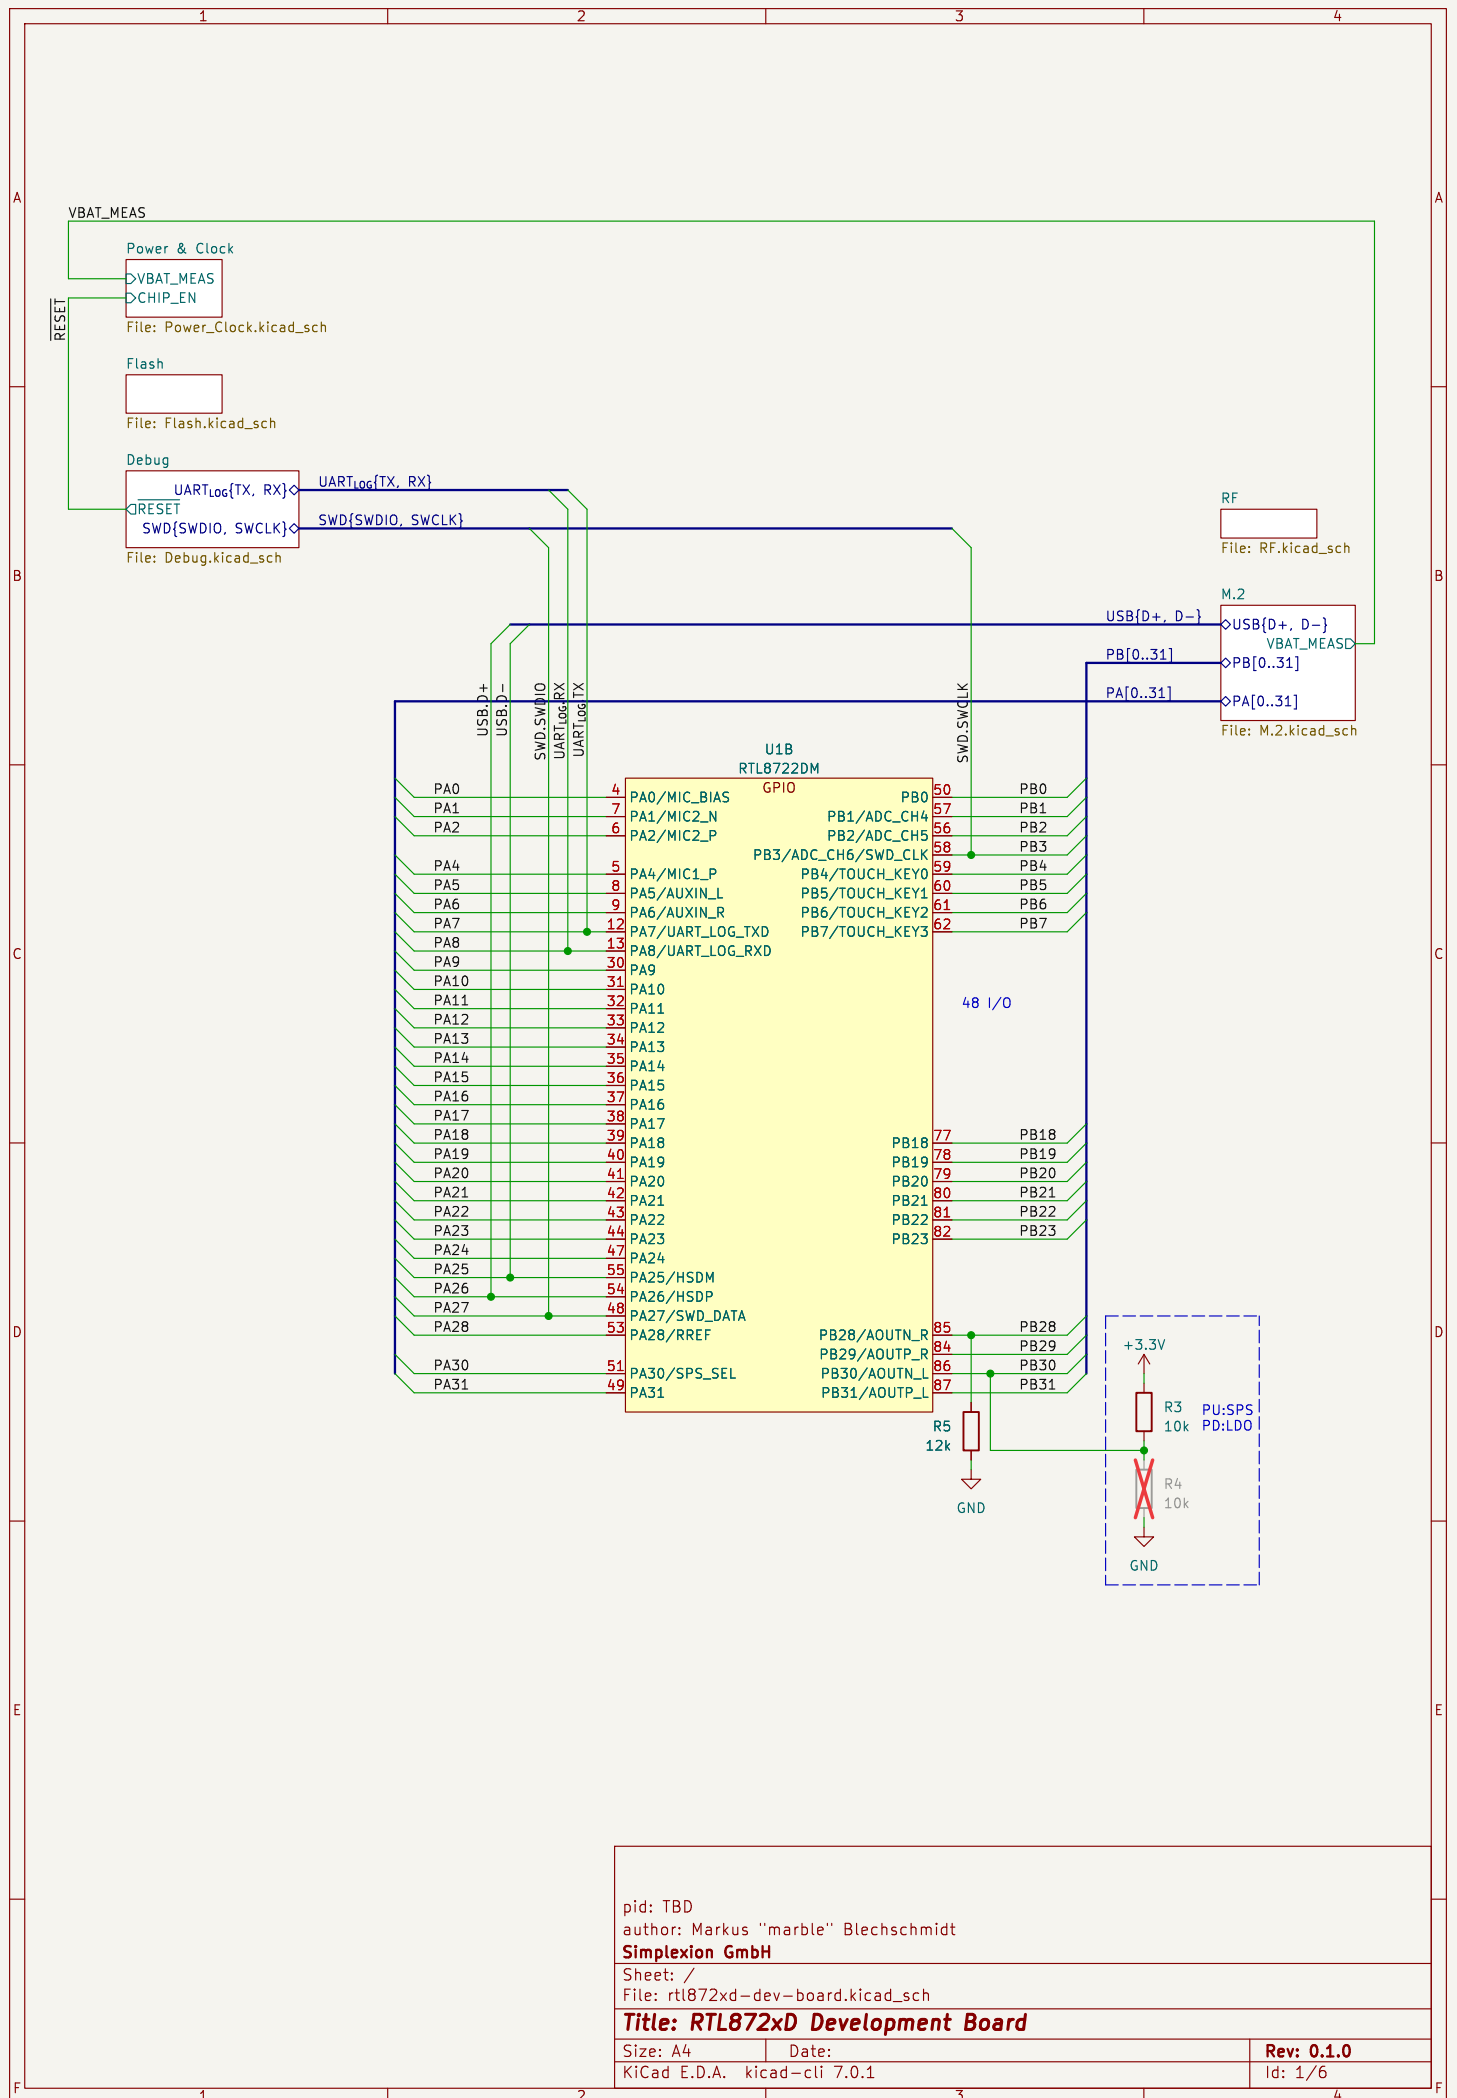 1 2 3 4
A A
VBAT_MEAS
Power & Clock
VBAT_MEAS
CHIP_EN
File: Power_Clock.kicad_sch
RESET
Flash
File: Flash.kicad_sch
Debug
UARTLOG{TX, RX}
RESET
SWD{SWDIO, SWCLK}
File: Debug.kicad_sch
UARTLOG{TX, RX}
SWD{SWDIO, SWCLK}
RF
File: RF.kicad_sch
B B
M.2
USB{D+, D-}
VBAT_MEAS
PB[0..31]
PA[0..31]
File: M.2.kicad_sch
USB{D+, D-}
PB[0..31]
PA[0..31]
USB.D+
USB.D-
SWD.SWDIO
UARTLOG.RX
UARTLOG.TX
SWD.SWCLK
U1B
RTL8722DM
GPIO
PA0 4 PA0/MIC_BIAS PB0 50 PB0
PA1 7 PA1/MIC2_N PB1/ADC_CH4 57 PB1
PA2 6 PA2/MIC2_P PB2/ADC_CH5 56 PB2
PB3/ADC_CH6/SWD_CLK 58 PB3
PA4 5 PA4/MIC1_P PB4/TOUCH_KEY0 59 PB4
PA5 8 PA5/AUXIN_L PB5/TOUCH_KEY1 60 PB5
PA6 9 PA6/AUXIN_R PB6/TOUCH_KEY2 61 PB6
PA7 12 PA7/UART_LOG_TXD PB7/TOUCH_KEY3 62 PB7
PA8 13 PA8/UART_LOG_RXD
C C
PA9 30 PA9
PA10 31 PA10
48 I/O
PA11 32 PA11
PA12 33 PA12
PA13 34 PA13
PA14 35 PA14
PA15 36 PA15
PA16 37 PA16
PA17 38 PA17
PA18 39 PA18 PB18 77 PB18
PA19 40 PA19 PB19 78 PB19
PA20 41 PA20 PB20 79 PB20
PA21 42 PA21 PB21 80 PB21
PA22 43 PA22 PB22 81 PB22
PA23 44 PA23 PB23 82 PB23
PA24 47 PA24
PA25 55 PA25/HSDM
PA26 54 PA26/HSDP
PA27 48 PA27/SWD_DATA
D D
PA28 53 PA28/RREF PB28/AOUTN_R 85 PB28
PB29/AOUTP_R 84 PB29
PA30 51 PA30/SPS_SEL PB30/AOUTN_L 86 PB30
PA31 49 PA31 PB31/AOUTP_L 87 PB31
+3.3V
R3
10k
PU:SPS
PD:LDO
R5
12k
GND
R4
10k
GND
E E
pid: TBD
author: Markus "marble" Blechschmidt
Simplexion GmbH
Sheet: /
File: rtl872xd-dev-board.kicad_sch
Title: RTL872xD Development Board
Size: A4 Date: Rev: 0.1.0
KiCad E.D.A. kicad-cli 7.0.1 Id: 1/6
F F
1 2 3 4